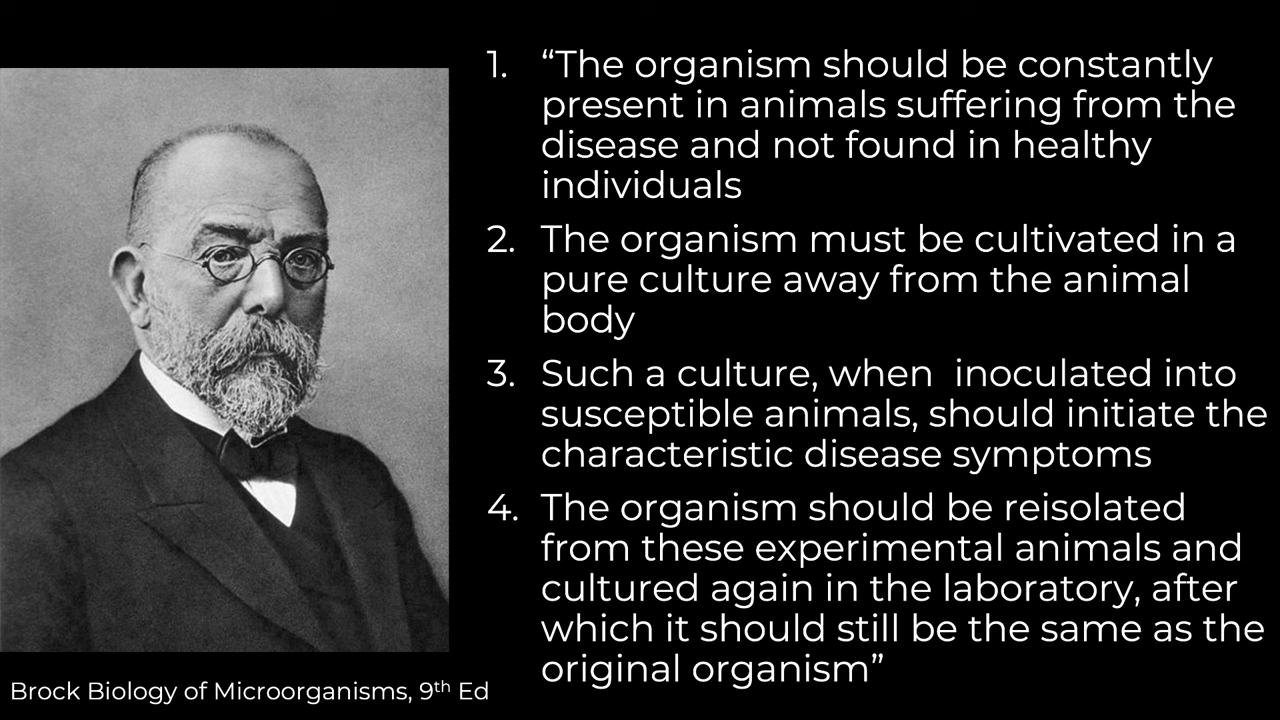 1. “The organism should be constantly
present in animals suffering from the
disease and not found in healthy
individuals
2. The organism must be cultivated in a
pure culture away from the animal
body
3. Such a culture, when  inoculated into
susceptible animals, should initiate the
characteristic disease symptoms
4. The organism should be reisolated
from these experimental animals and
cultured again in the laboratory, after
which it should still be the same as the
original organism”
Brock Biology of Microorganisms, 9th Ed